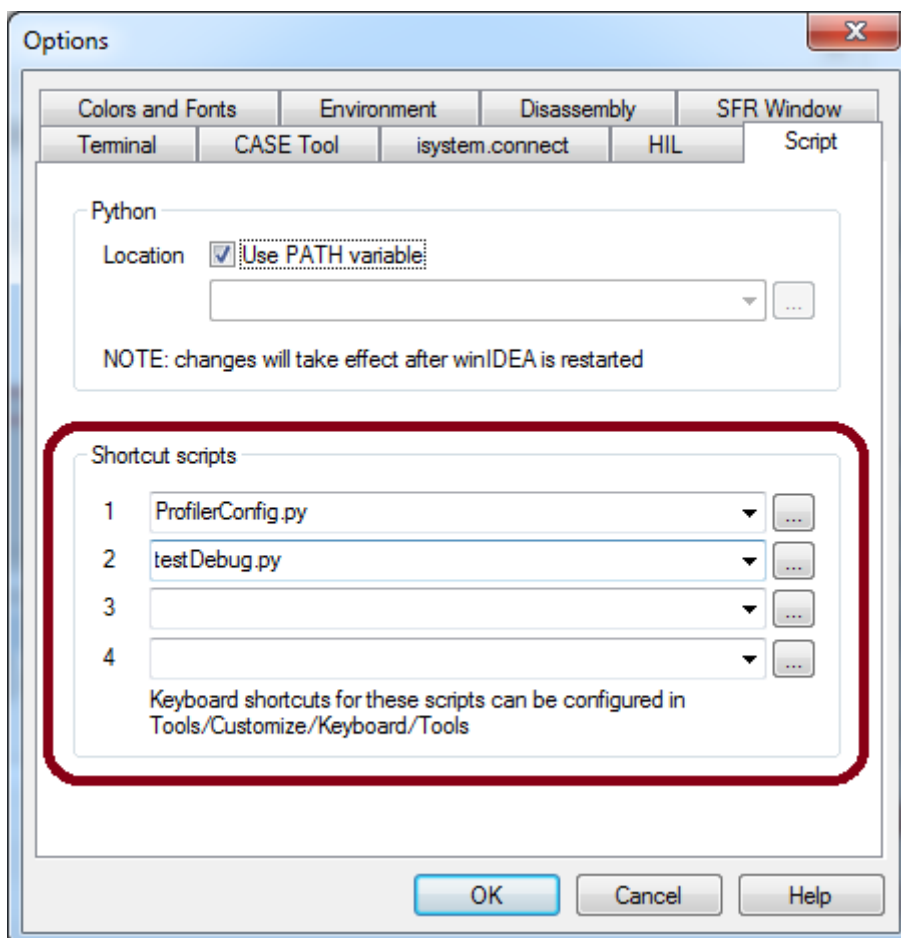 Options
Colors and Fonts Environment Disassembly SFR Window
Terminal CASE Tool isystem.connect HIL Script
Python
Location Use PATH variable
...
NOTE: changes will take effect after winIDEA is restarted
Shortcut scripts
1 ProfilerConfig.py ...
2 testDebug.py ...
3 ...
4 ...
Keyboard shortcuts for these scripts can be configured in
Tools/Customize/Keyboard/Tools
OK Cancel Help